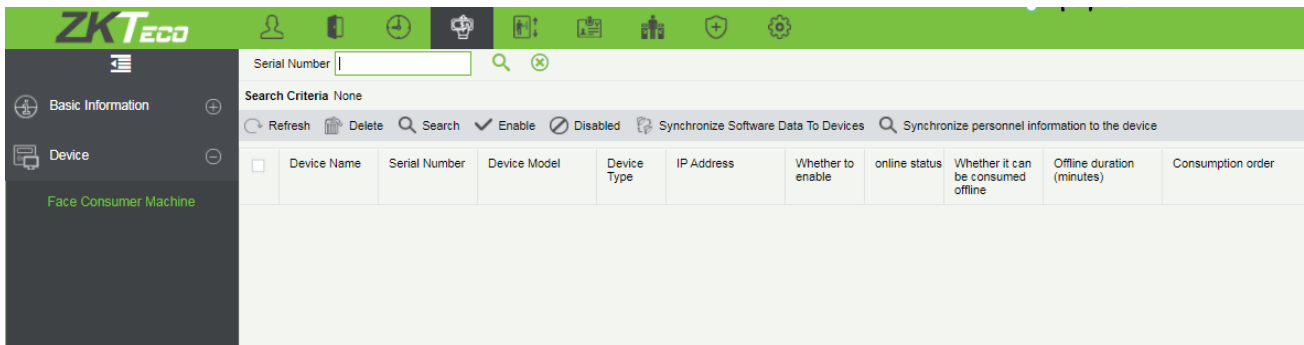 ZKTECO
Serial Number
Search Criteria None
Refresh Delete Search Enable Disabled Synchronize Software Data To Devices Synchronize personnel information to the device
Basic Information
Device
Face Consumer Machine
Device Name Serial Number Device Model Device Type IP Address Whether to enable online status Whether it can be consumed offline Offline duration (minutes) Consumption order